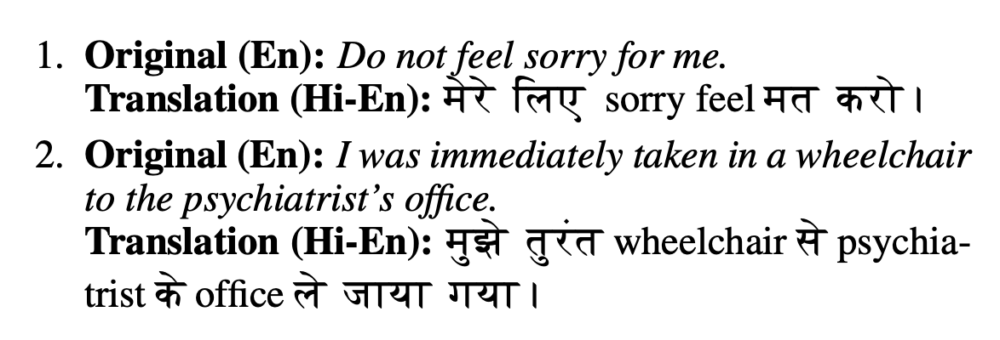 1. Original (En): Do not feel sorry for me.
Translation (Hi-En): मेरे लिए sorry feel मत करो।
2. Original (En): I was immediately taken in a wheelchair
to the psychiatrist's office.
Translation (Hi-En): मुझे तुरंत wheelchair से psychia-
trist के office ले जाया गया।